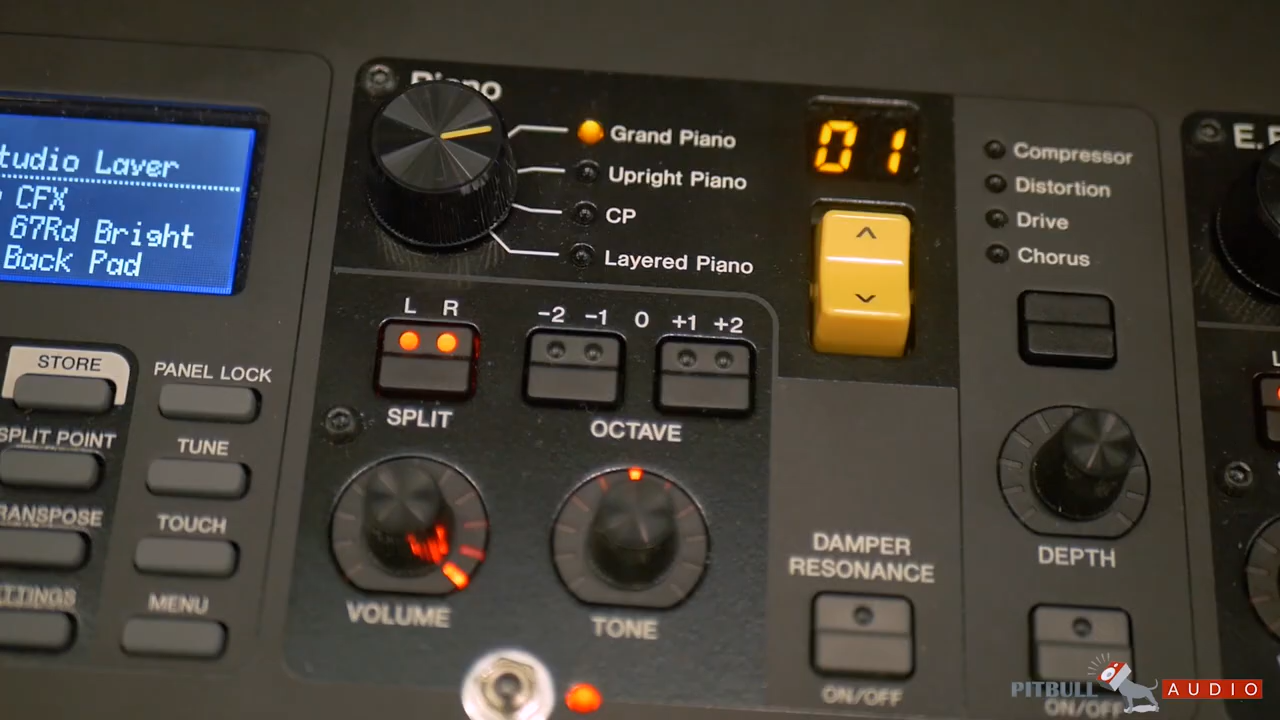 tudio Layer
CFX
67Rd Bright
Back Pad
STORE
PANEL LOCK
SPLIT POINT
TUNE
RANSPOSE
TOUCH
TTINGS
MENU
Piano
Grand Piano
Upright Piano
CP
Layered Piano
01
L R
SPLIT
-2 -1 0 +1 +2
OCTAVE
VOLUME
TONE
DAMPER
RESONANCE
ON/OFF
Compressor
Distortion
Drive
Chorus
DEPTH
ON/OFF
E.
L
PITBULL AUDIO